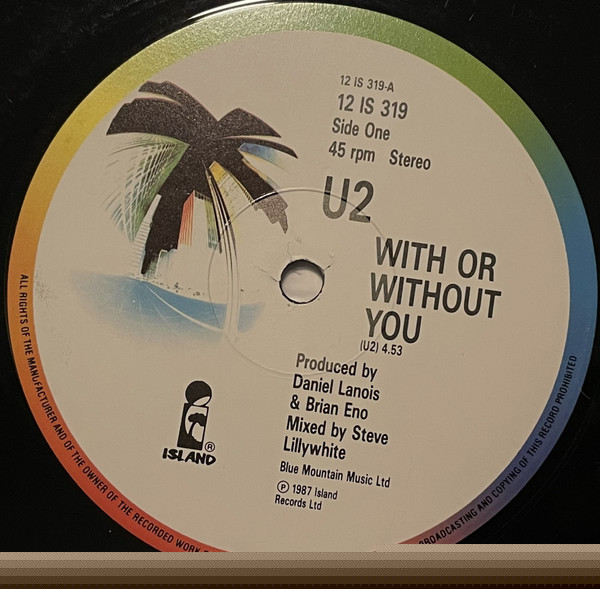 12 IS 319-A
12 IS 319
Side One
45 rpm Stereo
U2
WITH OR
WITHOUT
YOU
(U2) 4.53
Produced by
Daniel Lanois
& Brian Eno
Mixed by Steve
Lillywhite
Blue Mountain Music Ltd
Ⓟ 1987 Island
Records Ltd
®
ISLAND
ALL RIGHTS OF THE MANUFACTURER AND OF THE OWNER OF THE RECORDED WORK
BROADCASTING AND COPYING OF THIS RECORD PROHIBITED